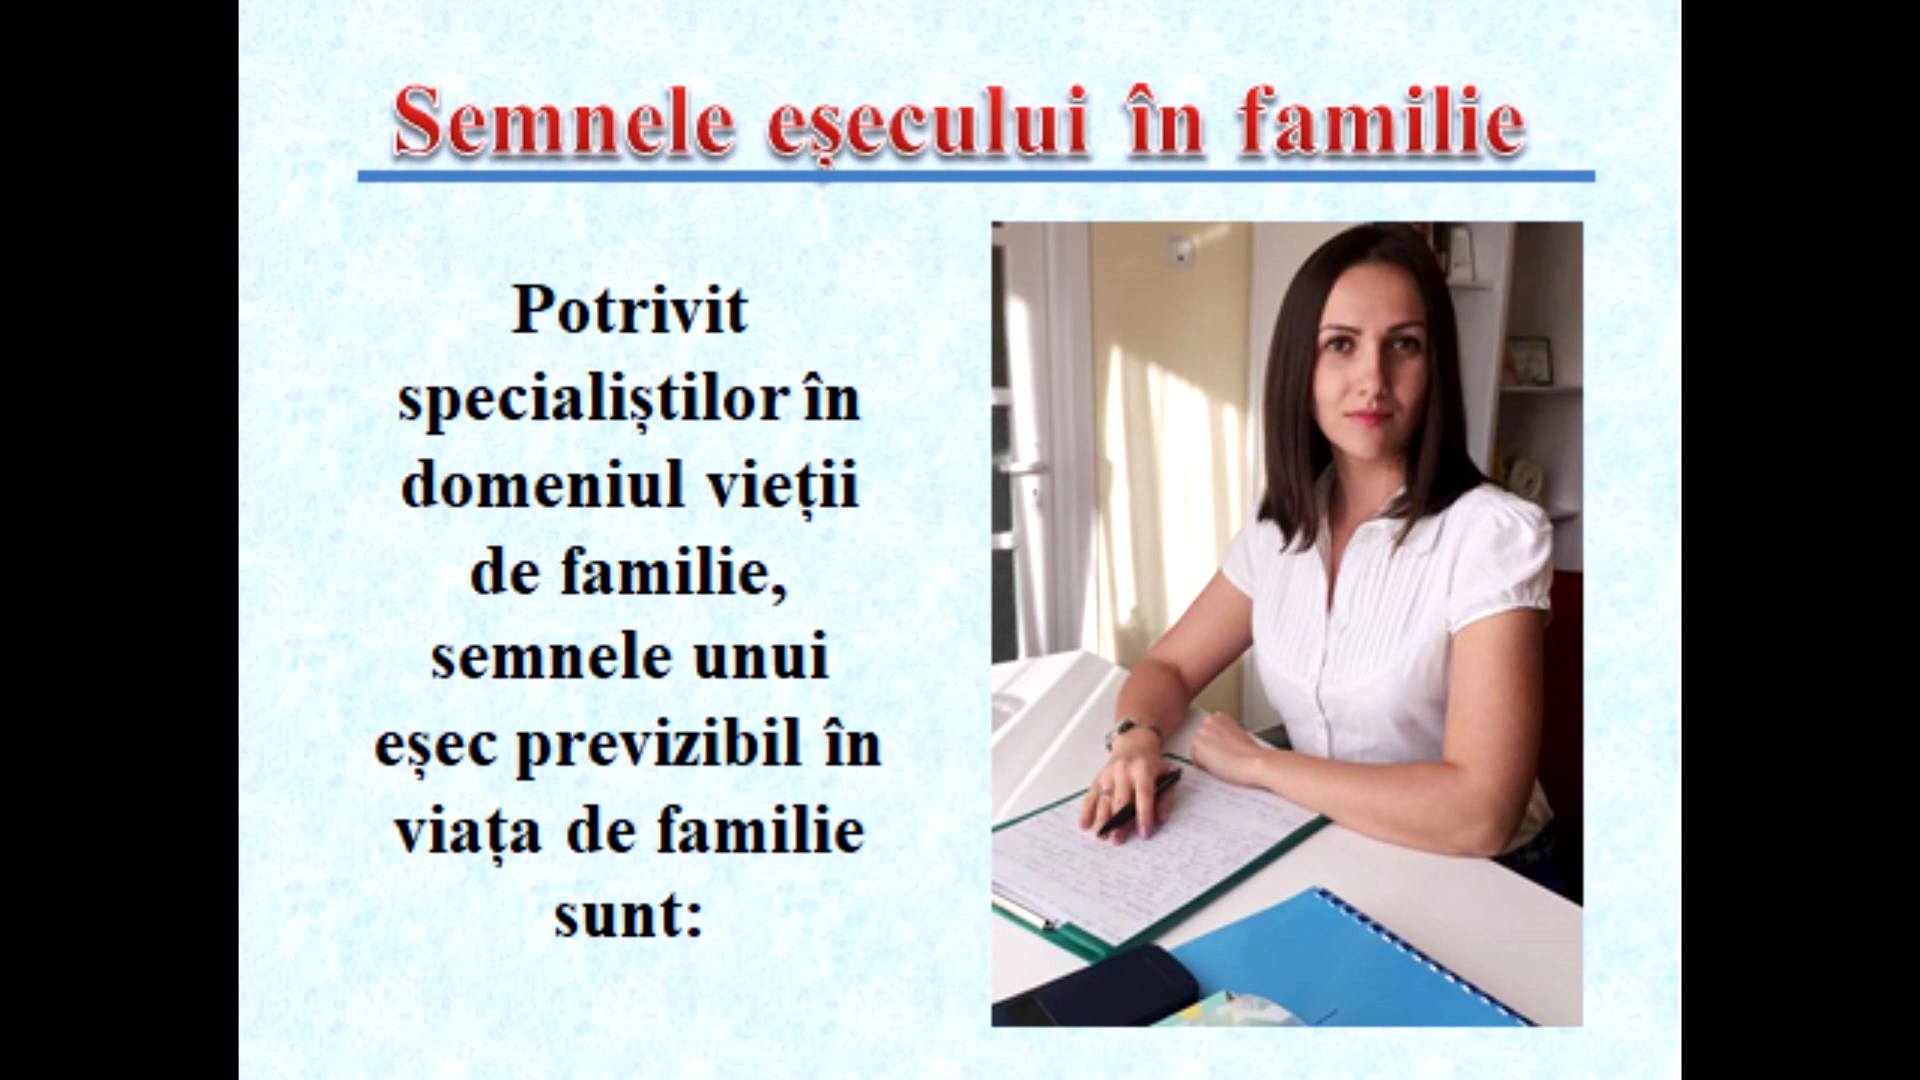 Semnele eșecului în familie
Potrivit
specialiștilor în
domeniul vieții
de familie,
semnele unui
eșec previzibil în
viața de familie
sunt: